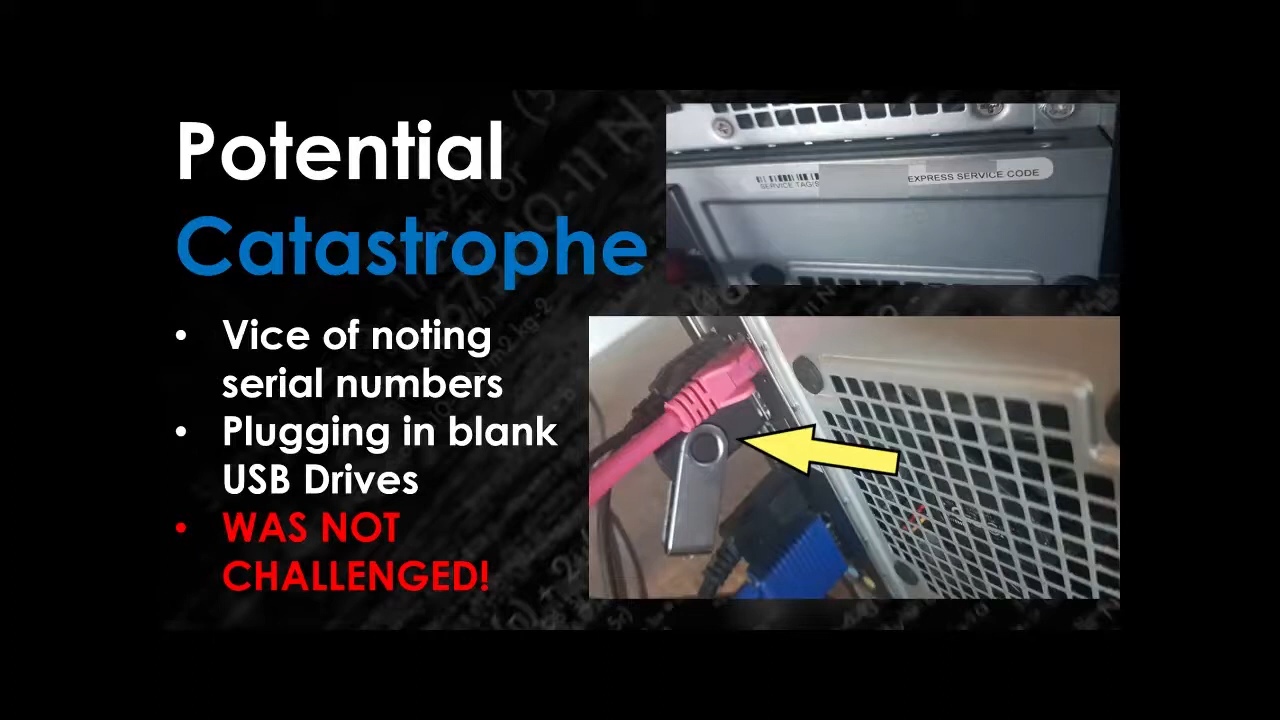 Potential
Catastrophe
• Vice of noting
serial numbers
• Plugging in blank
USB Drives
• WAS NOT
CHALLENGED!
SERVICE TAG:
EXPRESS SERVICE CODE